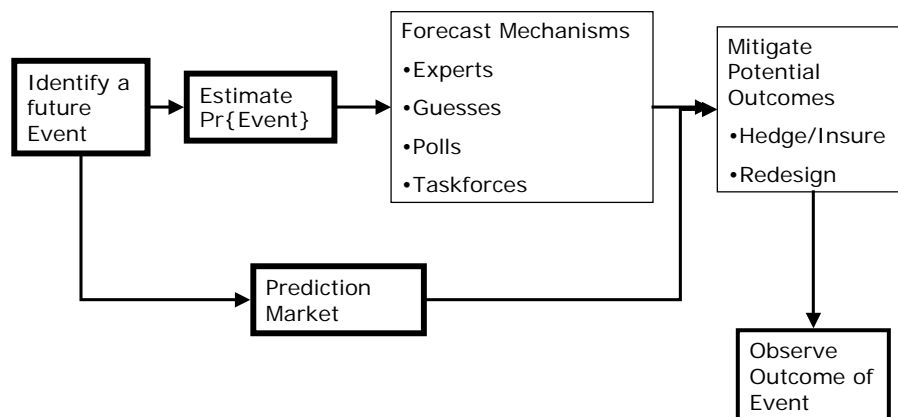 Identify a
future
Event
Estimate
Pr{Event}
Forecast Mechanisms
•Experts
•Guesses
•Polls
•Taskforces
Mitigate
Potential
Outcomes
•Hedge/Insure
•Redesign
Prediction
Market
Observe
Outcome of
Event